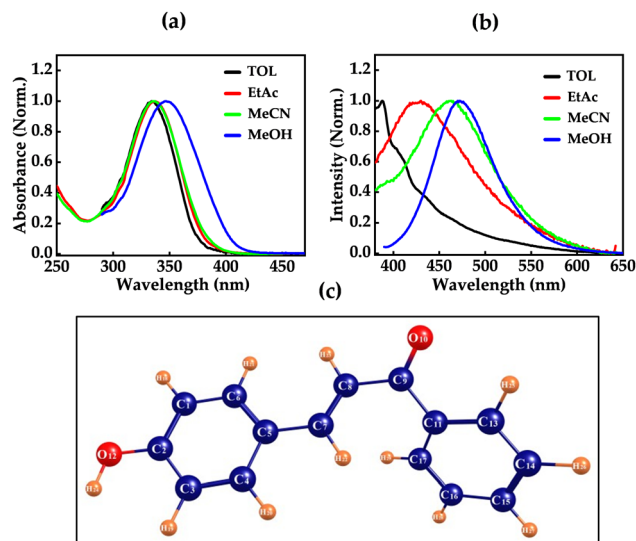 (a)
(b)
Absorbance (Norm.)
1.2
1.0
0.8
0.6
0.4
0.2
0.0
250
300
350
400
450
Wavelength (nm)
TOL
EtAc
MeCN
MeOH
Intensity (Norm.)
1.2
1.0
0.8
0.6
0.4
0.2
0.0
400
450
500
550
600
650
Wavelength (nm)
TOL
EtAc
MeCN
MeOH
(c)
O10
C8
C9
C1
C5
C7
C11
C13
O12
C2
C3
C4
C17
C14
C16
C15